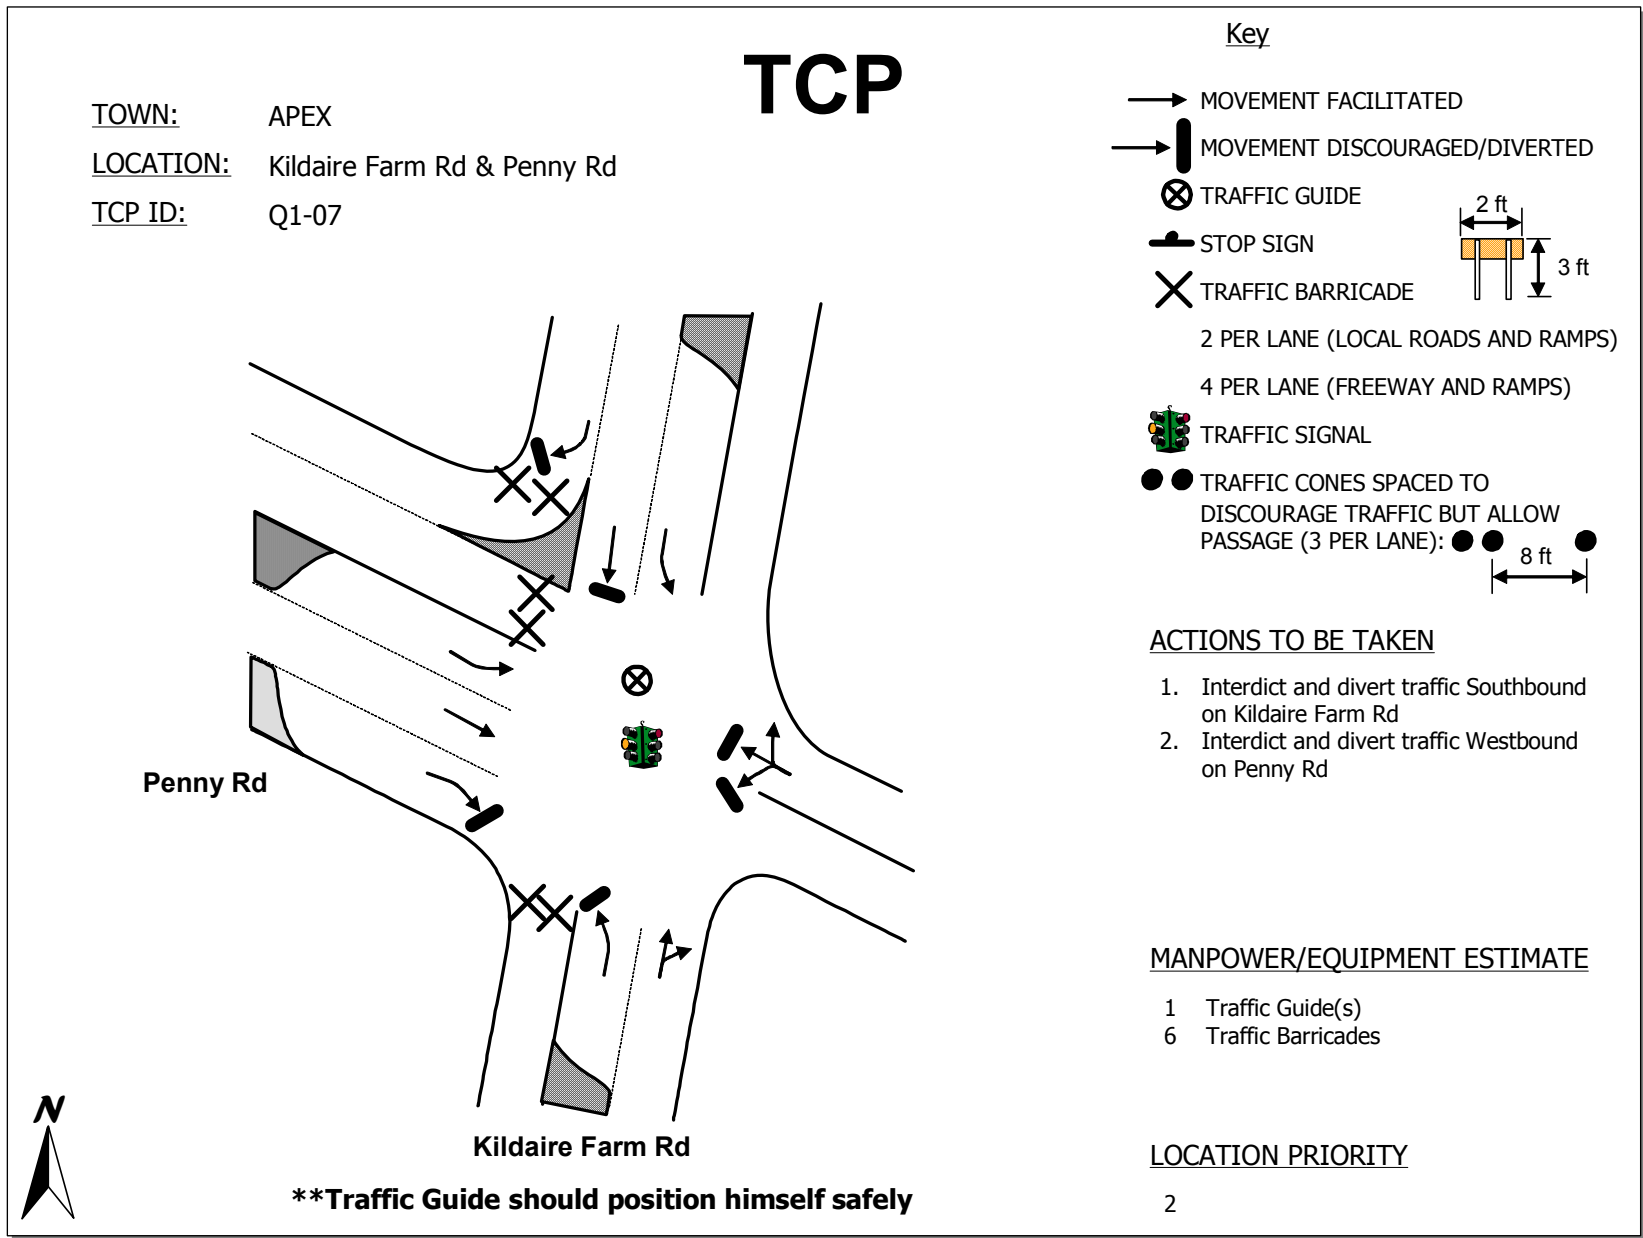 TCP
TOWN: APEX
LOCATION: Kildaire Farm Rd & Penny Rd
TCP ID: Q1-07
Key
MOVEMENT FACILITATED
MOVEMENT DISCOURAGED/DIVERTED
TRAFFIC GUIDE
STOP SIGN
2 ft
3 ft
TRAFFIC BARRICADE
2 PER LANE (LOCAL ROADS AND RAMPS)
4 PER LANE (FREEWAY AND RAMPS)
TRAFFIC SIGNAL
TRAFFIC CONES SPACED TO
DISCOURAGE TRAFFIC BUT ALLOW
PASSAGE (3 PER LANE):
8 ft
ACTIONS TO BE TAKEN
1. Interdict and divert traffic Southbound
on Kildaire Farm Rd
2. Interdict and divert traffic Westbound
on Penny Rd
MANPOWER/EQUIPMENT ESTIMATE
1 Traffic Guide(s)
6 Traffic Barricades
LOCATION PRIORITY
2
Penny Rd
Kildaire Farm Rd
N
**Traffic Guide should position himself safely